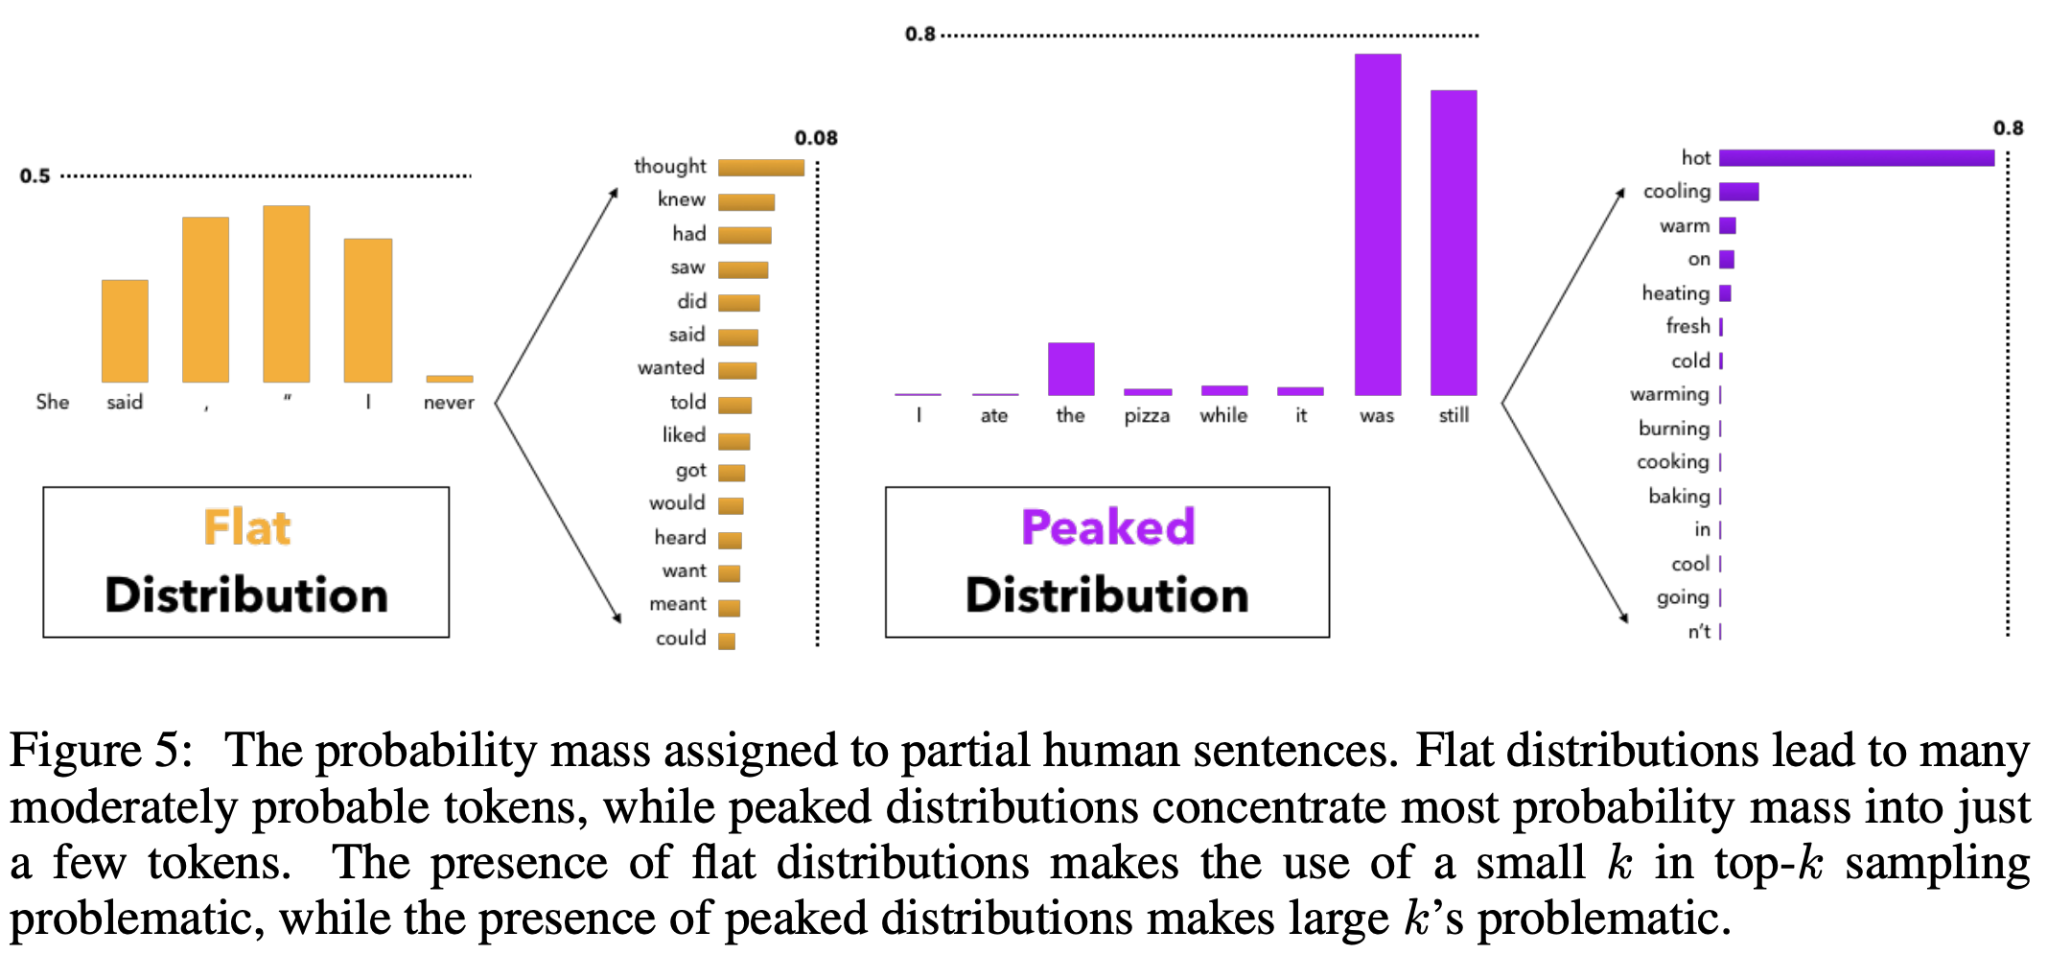 0.5
She said , “ I never
Flat
Distribution
0.08
thought
knew
had
saw
did
said
wanted
told
liked
got
would
heard
want
meant
could
0.8
I ate the pizza while it was still
Peaked
Distribution
0.8
hot
cooling
warm
on
heating
fresh
cold
warming
burning
cooking
baking
in
cool
going
n’t
Figure 5: The probability mass assigned to partial human sentences. Flat distributions lead to many
moderately probable tokens, while peaked distributions concentrate most probability mass into just
a few tokens. The presence of flat distributions makes the use of a small k in top-k sampling
problematic, while the presence of peaked distributions makes large k’s problematic.